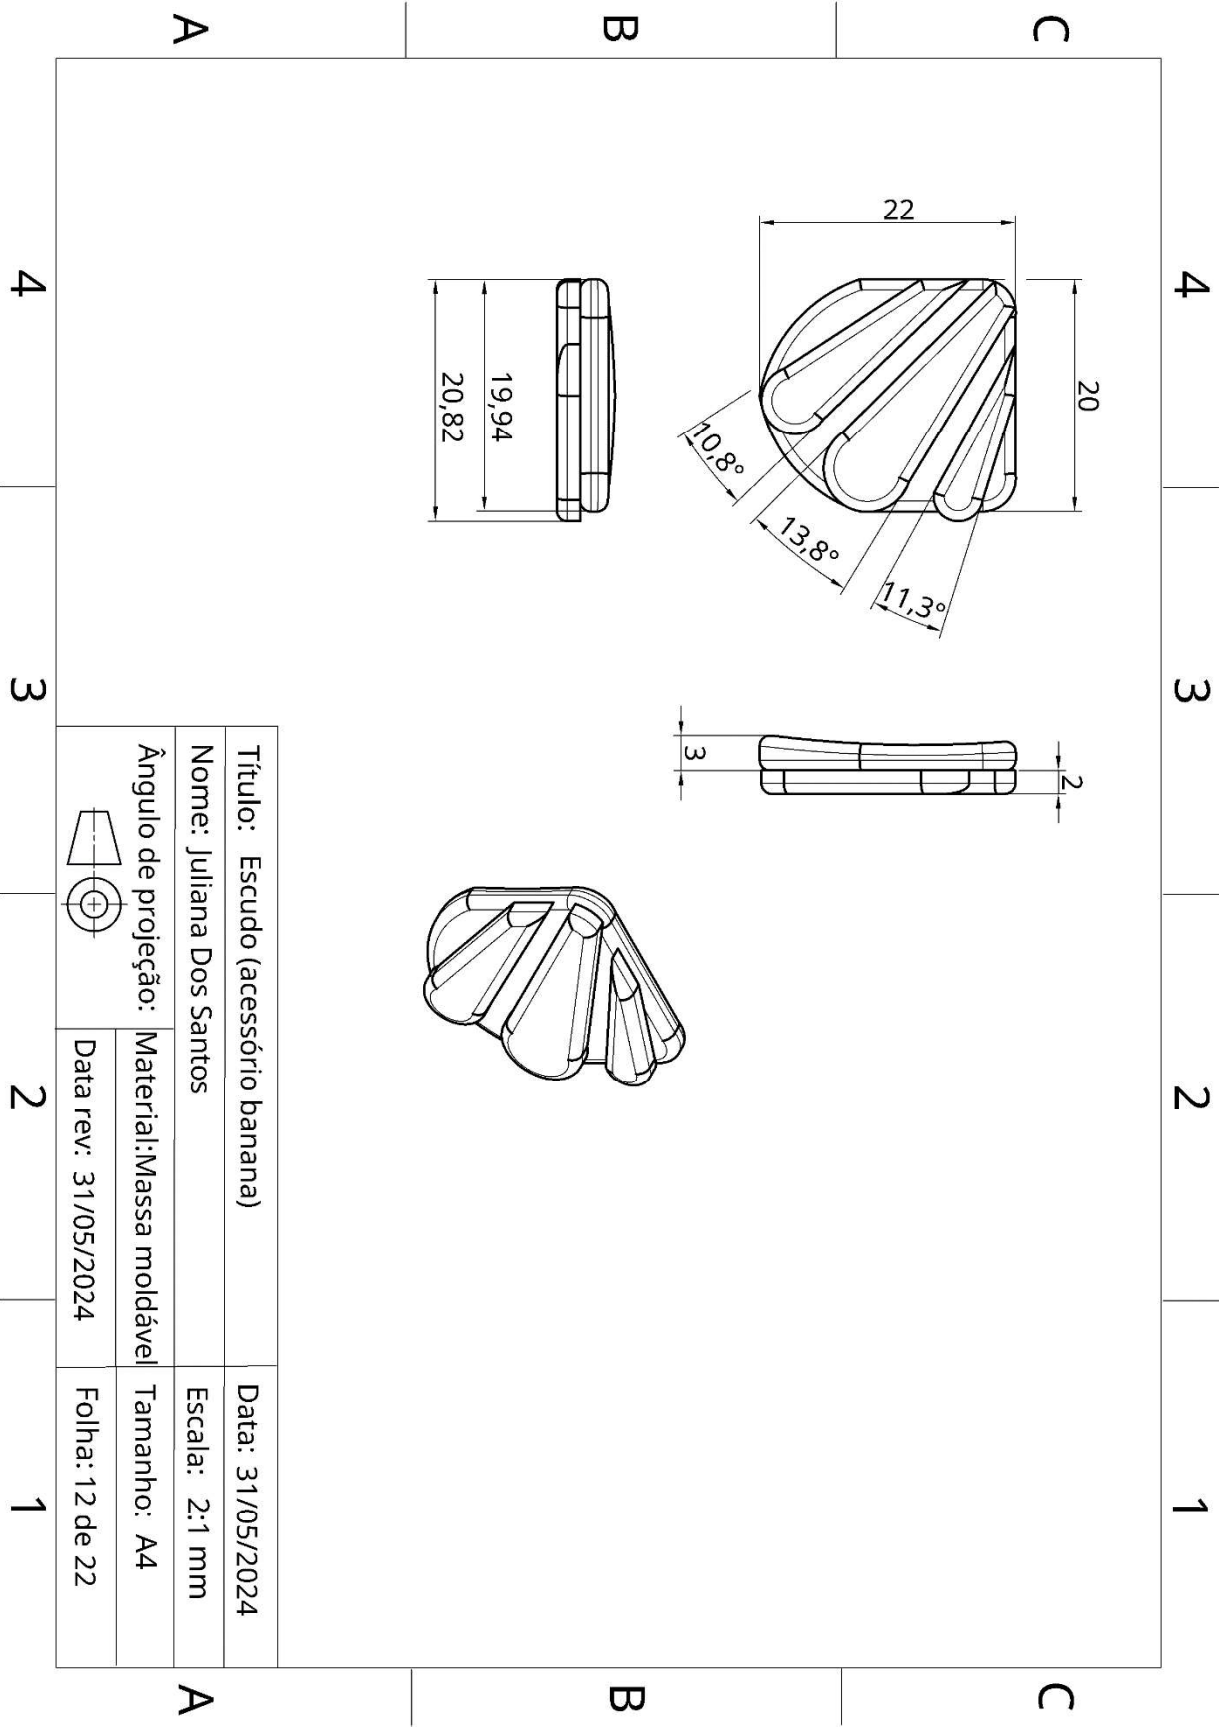 4
3
2
1
C
C
B
B
A
A
4
3
2
1
20
22
10,8°
13,8°
11,3°
2
3
19,94
20,82
Título: Escudo (acessório banana)
Data: 31/05/2024
Nome: Juliana Dos Santos
Escala: 2:1 mm
Ângulo de projeção:
Material:Massa moldável
Tamanho: A4
Data rev: 31/05/2024
Folha: 12 de 22